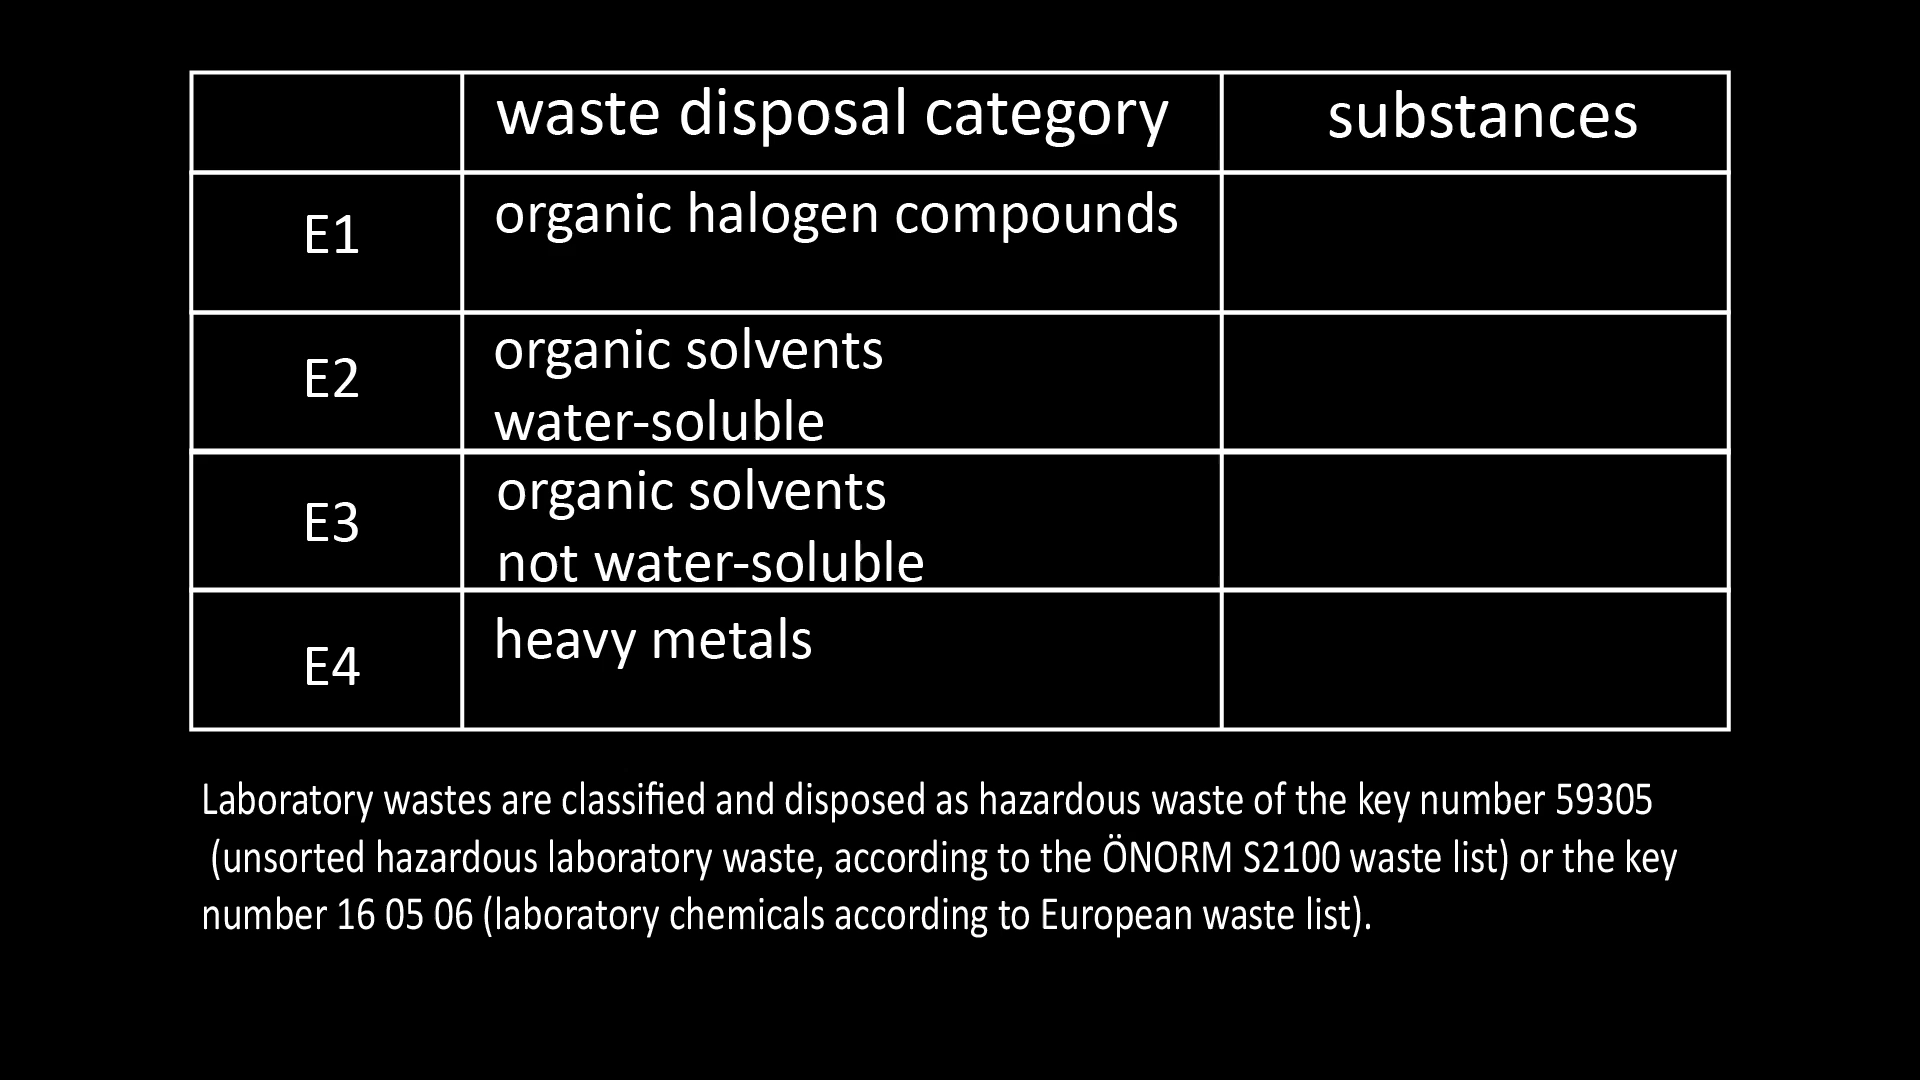 waste disposal category substances
E1 organic halogen compounds
E2 organic solvents
water-soluble
E3 organic solvents
not water-soluble
E4 heavy metals
Laboratory wastes are classified and disposed as hazardous waste of the key number 59305
(unsorted hazardous laboratory waste, according to the ÖNORM S2100 waste list) or the key
number 16 05 06 (laboratory chemicals according to European waste list).